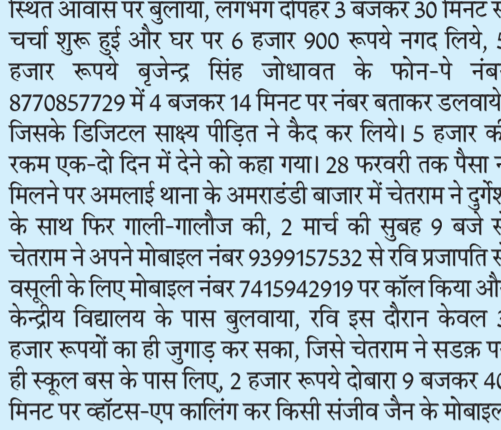 स्थित आवास पर बुलाया, लगभग दोपहर 3 बजकर 30 मिनट
चर्चा शुरू हुई और घर पर 6 हजार 900 रूपये नगद लिये,
हजार रूपये बृजेन्द्र सिंह जोधावत के फोन-पे
8770857729 में 4 बजकर 14 मिनट पर नंबर बताकर डलवाये
जिसके डिजिटल साक्ष्य पीड़ित ने कैद कर लिये। 5 हजार की
रकम एक-दो दिन में देने को कहा गया। 28 फरवरी तक पैसा
मिलने पर अमलाई थाना के अमराडंडी बाजार में चेतराम ने दुर्गेश
के साथ फिर गाली-गालौज की, 2 मार्च की सुबह 9 बजे
चेतराम ने अपने मोबाइल नंबर 9399157532 से रवि प्रजापति
वसूली के लिए मोबाइल नंबर 7415942919 पर कॉल किया
केन्द्रीय विद्यालय के पास बुलवाया, रवि इस दौरान केवल
हजार रूपयों का ही जुगाड़ कर सका, जिसे चेतराम ने सडक़
ही स्कूल बस के पास लिए, 2 हजार रूपये दोबारा 9 बजकर
मिनट पर व्हॉटस-एप कालिंग कर किसी संजीव जैन के